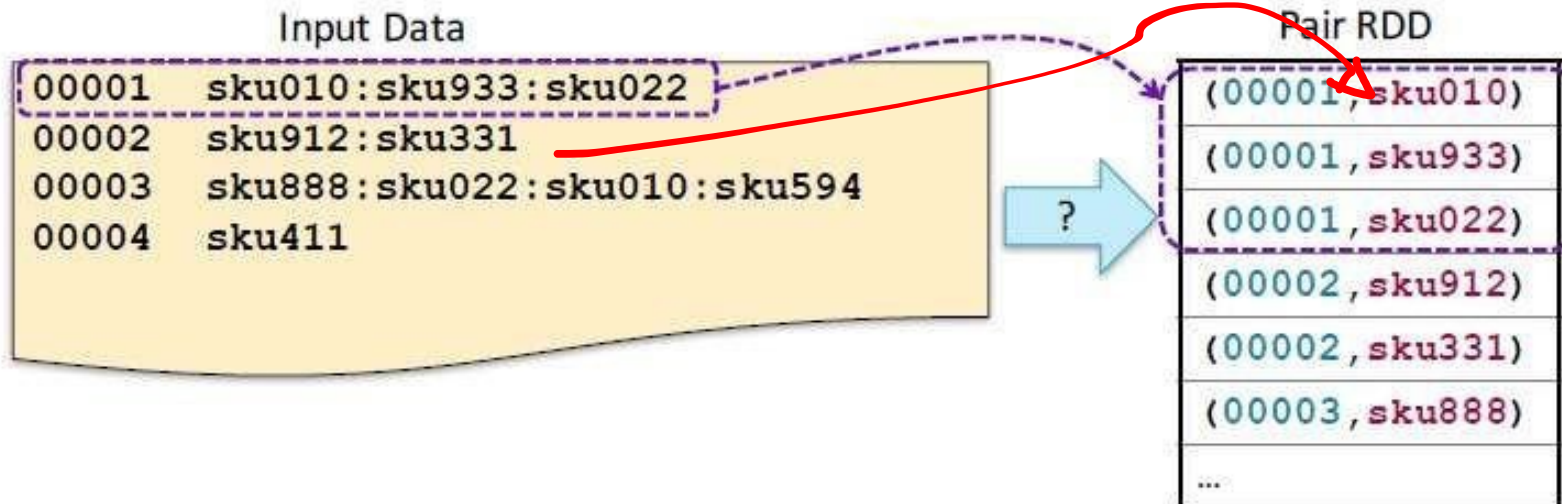 Input Data
00001 sku010:sku933:sku022
00002 sku912:sku331
00003 sku888:sku022:sku010:sku594
00004 sku411
?
Pair RDD
(00001,sku010)
(00001,sku933)
(00001,sku022)
(00002,sku912)
(00002,sku331)
(00003,sku888)
…